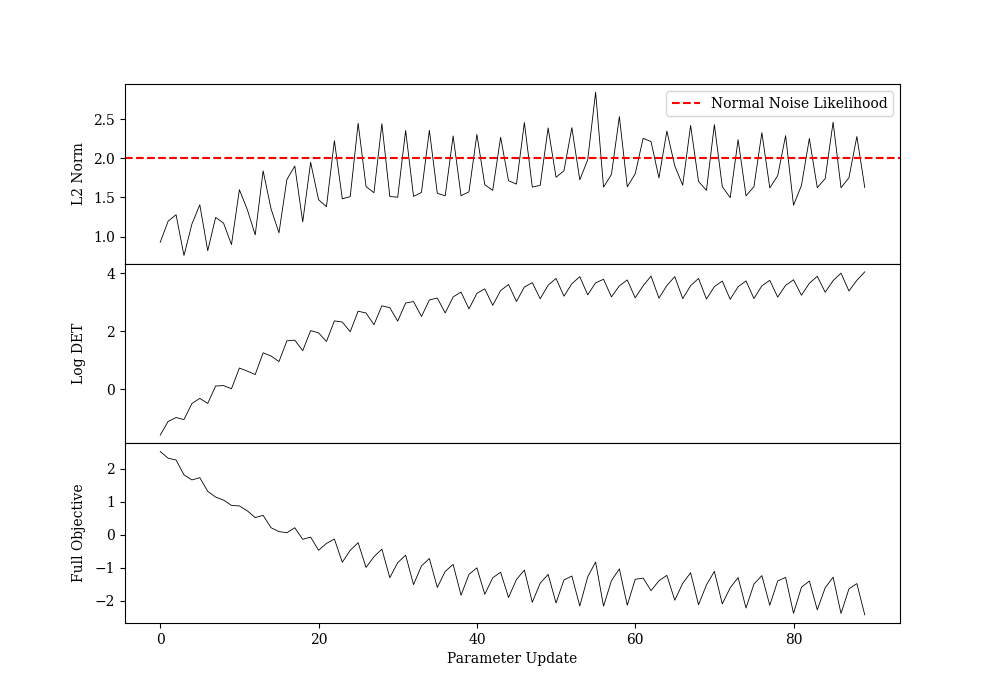 Normal Noise Likelihood
L2 Norm
2.5
2.0
1.5
1.0
Log DET
4
2
0
Full Objective
2
1
0
−1
−2
0 20 40 60 80
Parameter Update